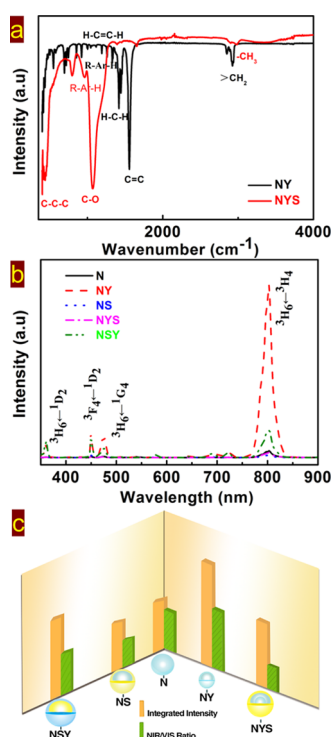 a
Intensity (a.u)
H-C=C-H
R-Ar-H
R-Ar-H
H-C-H
C=C
C-C-C
C-O
-CH3
>CH2
NY
NYS
2000
4000
Wavenumber (cm-1)
b
Intensity (a.u)
N
NY
NS
NYS
NSY
3H6←1D2
3F4←1D2
3H6←1G4
3H6←3H4
400
500
600
700
800
900
Wavelength (nm)
c
NSY
NS
N
NY
NYS
Integrated Intensity
NIR/VIS Ratio